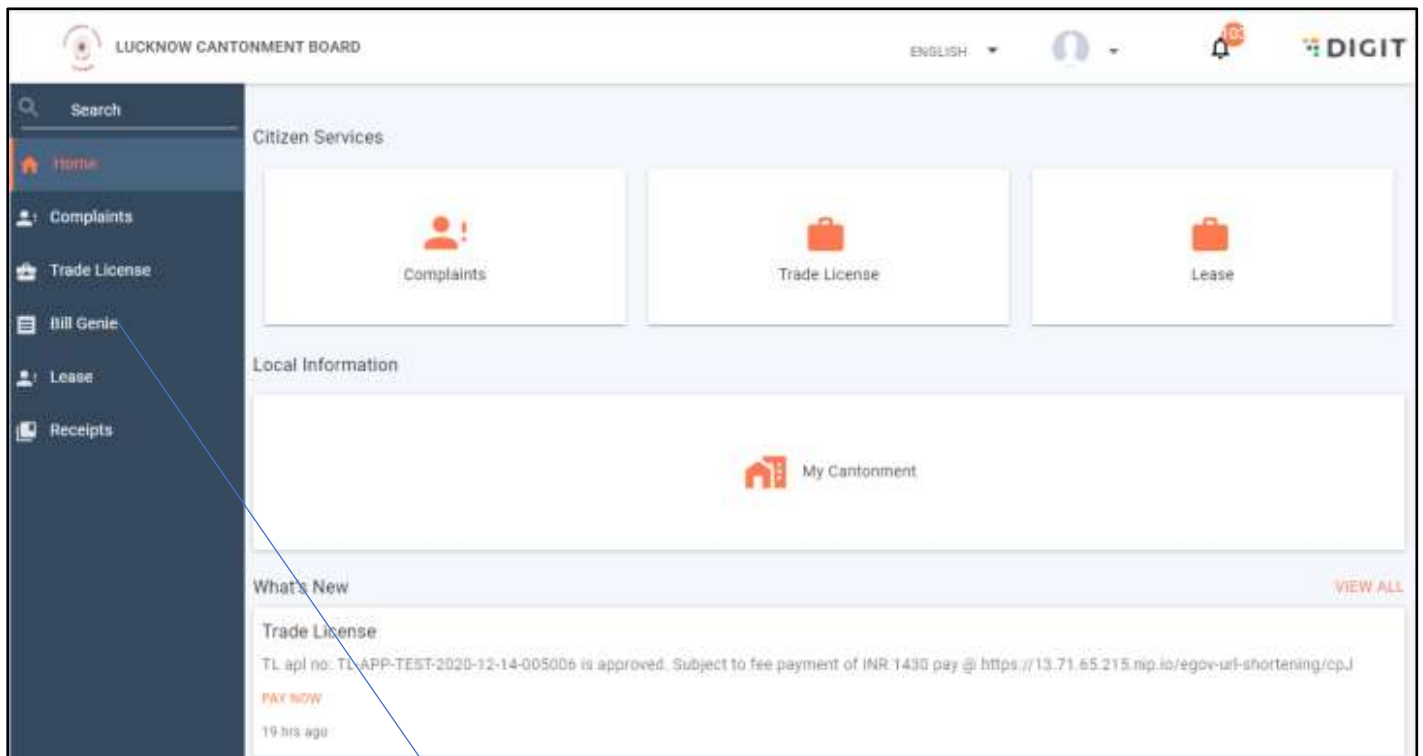 LUCKNOW CANTONMENT BOARD
ENGLISH
103
DIGIT
Search
Home
Complaints
Trade License
Bill Genie
Lease
Receipts
Citizen Services
Complaints
Trade License
Lease
Local Information
My Cantonment
What's New
VIEW ALL
Trade License
TL apl no: TL-APP-TEST-2020-12-14-005006 is approved. Subject to fee payment of INR 1430 pay @ https://13.71.65.215.nip.io/egov-url-shortening/cpJ
PAY NOW
19 hrs ago